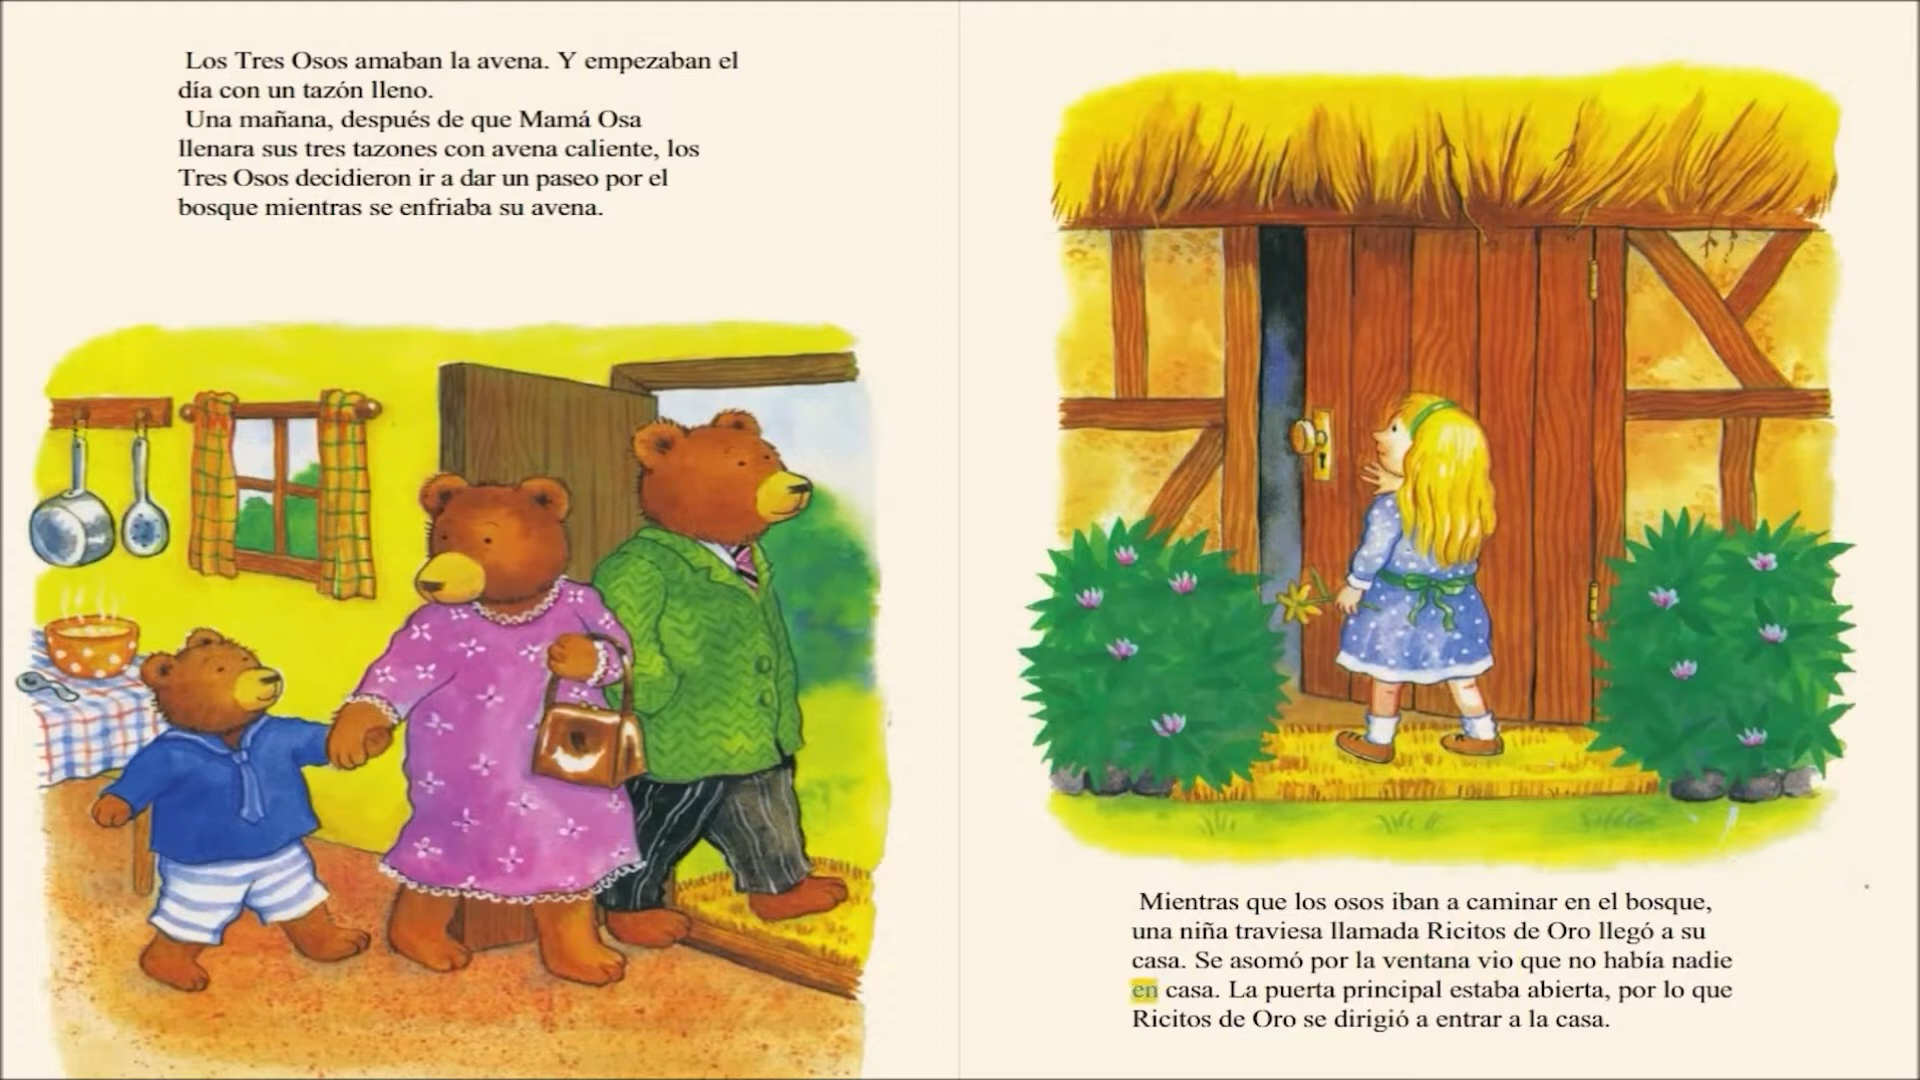 Los Tres Osos amaban la avena. Y empezaban el
día con un tazón lleno.
Una mañana, después de que Mamá Osa
llenara sus tres tazones con avena caliente, los
Tres Osos decidieron ir a dar un paseo por el
bosque mientras se enfriaba su avena.
Mientras que los osos iban a caminar en el bosque,
una niña traviesa llamada Ricitos de Oro llegó a su
casa. Se asomó por la ventana vio que no había nadie
en casa. La puerta principal estaba abierta, por lo que
Ricitos de Oro se dirigió a entrar a la casa.